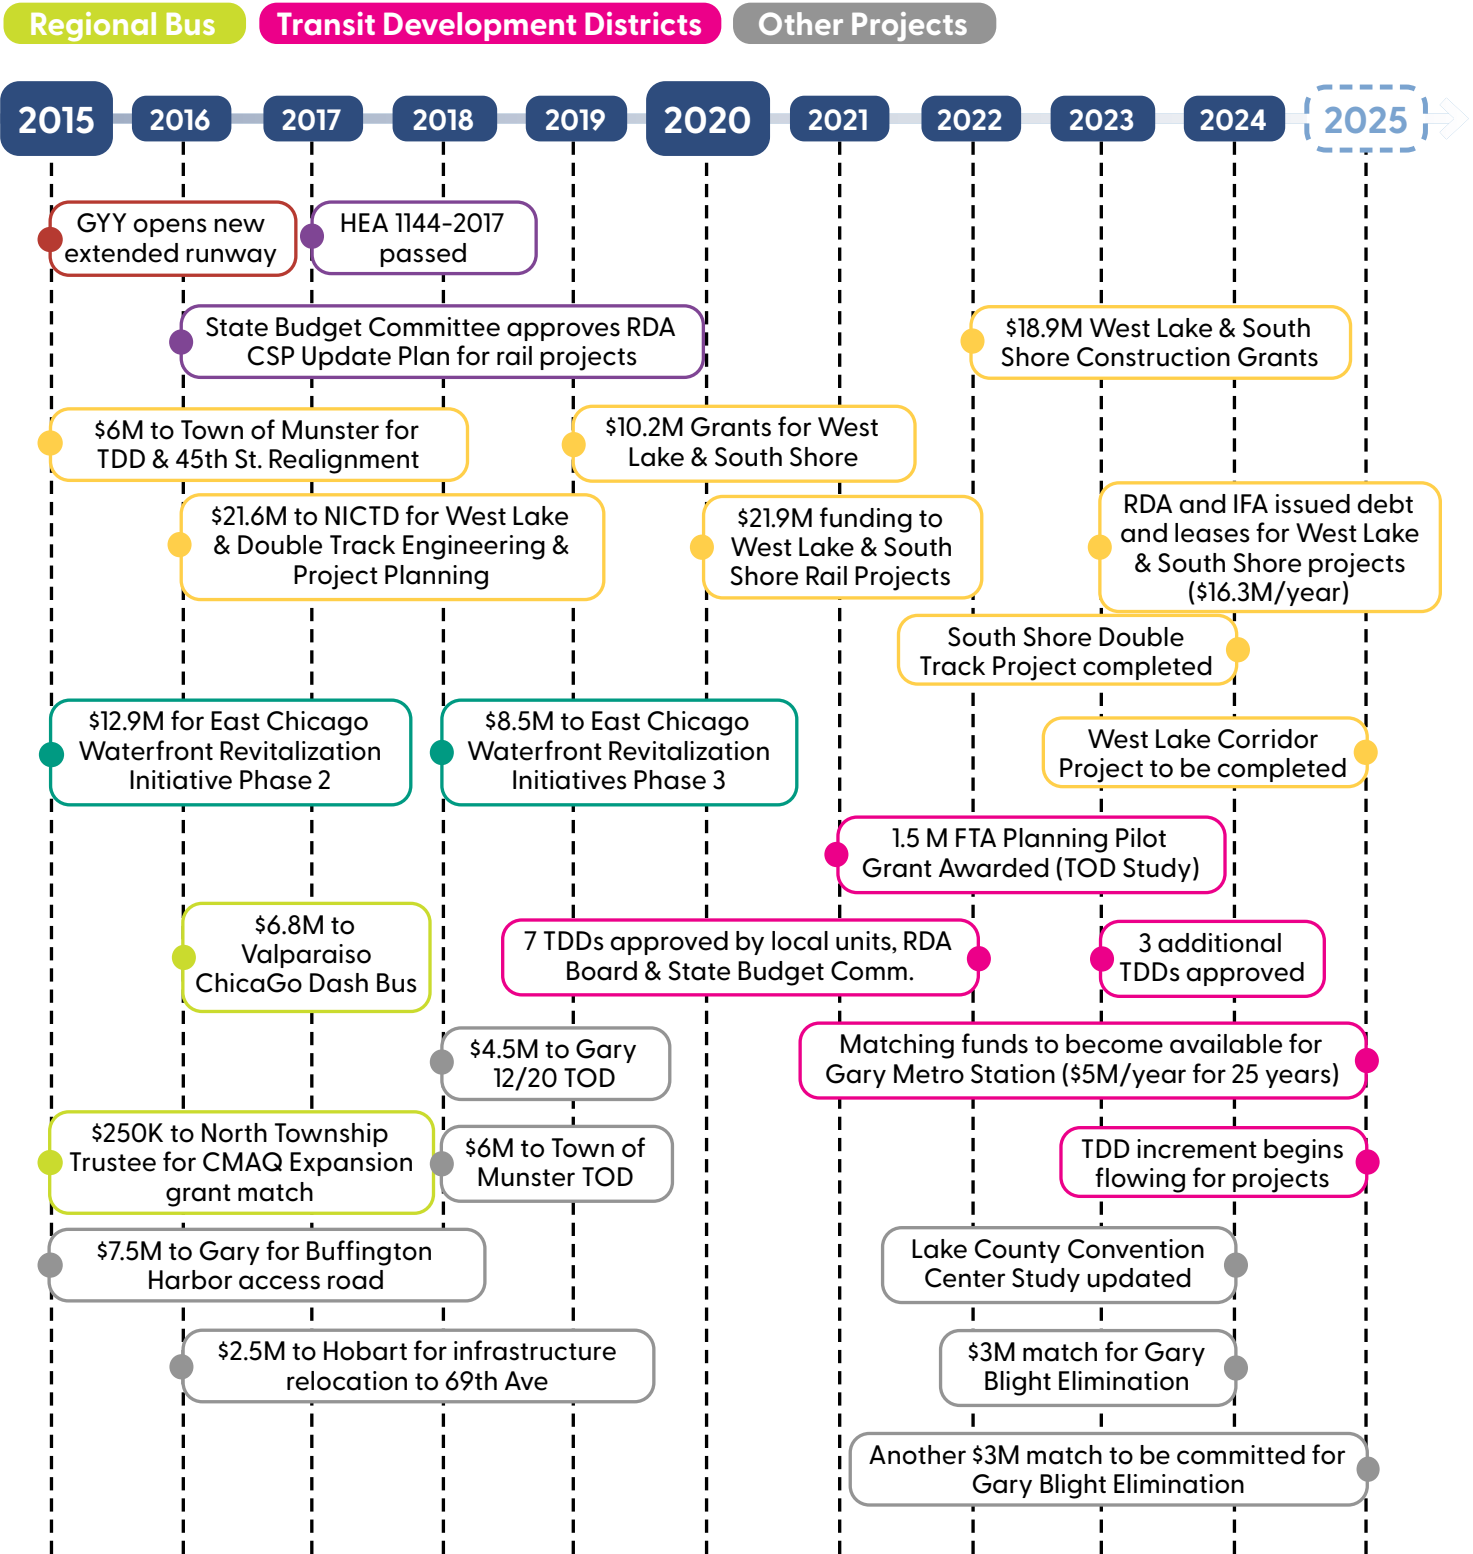 Regional Bus
Transit Development Districts
Other Projects
2015
2016
2017
2018
2019
2020
2021
2022
2023
2024
2025
GYY opens new
extended runway
HEA 1144-2017
passed
State Budget Committee approves RDA
CSP Update Plan for rail projects
$18.9M West Lake & South
Shore Construction Grants
$6M to Town of Munster for
TDD & 45th St. Realignment
$10.2M Grants for West
Lake & South Shore
$21.6M to NICTD for West Lake
& Double Track Engineering &
Project Planning
$21.9M funding to
West Lake & South
Shore Rail Projects
RDA and IFA issued debt
and leases for West Lake
& South Shore projects
($16.3M/year)
South Shore Double
Track Project completed
$12.9M for East Chicago
Waterfront Revitalization
Initiative Phase 2
$8.5M to East Chicago
Waterfront Revitalization
Initiatives Phase 3
West Lake Corridor
Project to be completed
1.5 M FTA Planning Pilot
Grant Awarded (TOD Study)
$6.8M to
Valparaiso
ChicaGo Dash Bus
7 TDDs approved by local units, RDA
Board & State Budget Comm.
3 additional
TDDs approved
$4.5M to Gary
12/20 TOD
Matching funds to become available for
Gary Metro Station ($5M/year for 25 years)
$250K to North Township
Trustee for CMAQ Expansion
grant match
$6M to Town of
Munster TOD
TDD increment begins
flowing for projects
$7.5M to Gary for Buffington
Harbor access road
Lake County Convention
Center Study updated
$2.5M to Hobart for infrastructure
relocation to 69th Ave
$3M match for Gary
Blight Elimination
Another $3M match to be committed for
Gary Blight Elimination